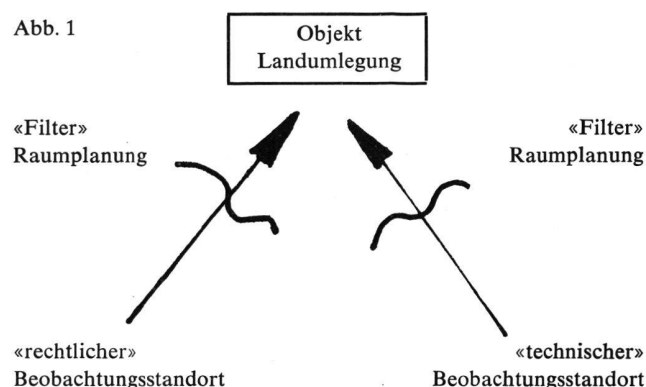 Abb. 1
Objekt
Landumlegung
«Filter»
Raumplanung
«Filter»
Raumplanung
«rechtlicher»
Beobachtungsstandort
«technischer»
Beobachtungsstandort